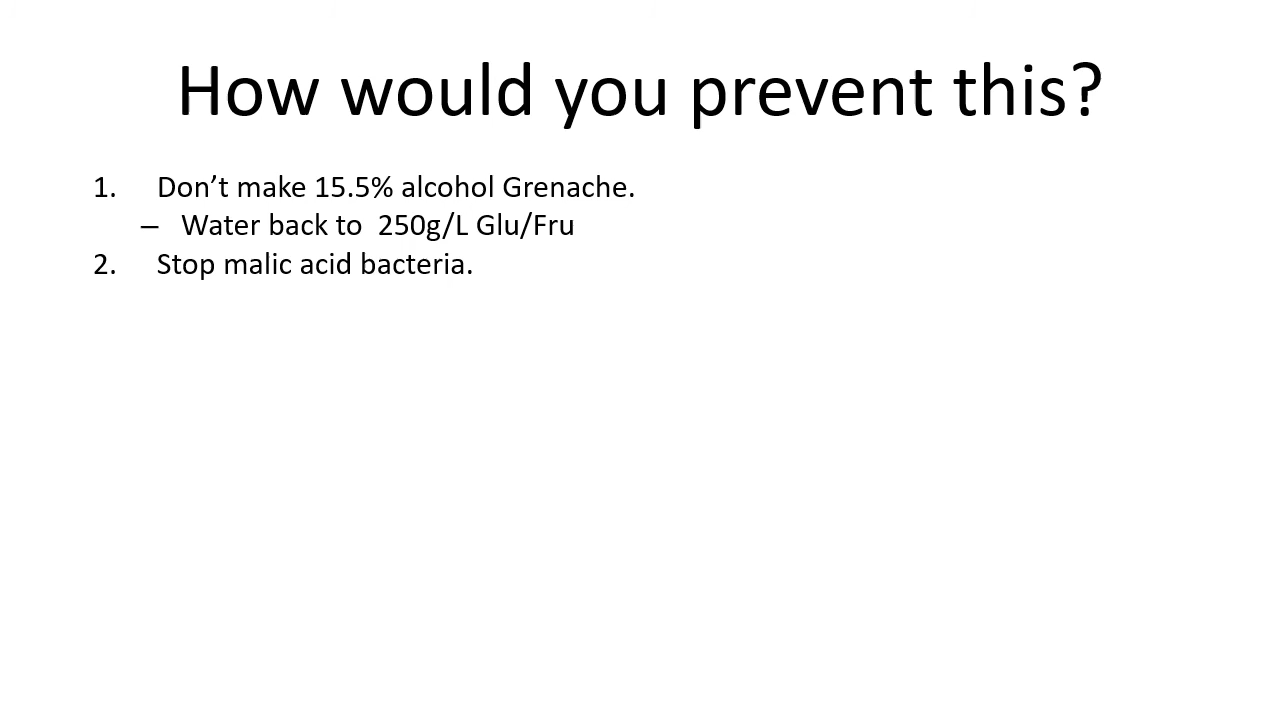 How would you prevent this?
1. Don’t make 15.5% alcohol Grenache.
– Water back to  250g/L Glu/Fru
2. Stop malic acid bacteria.